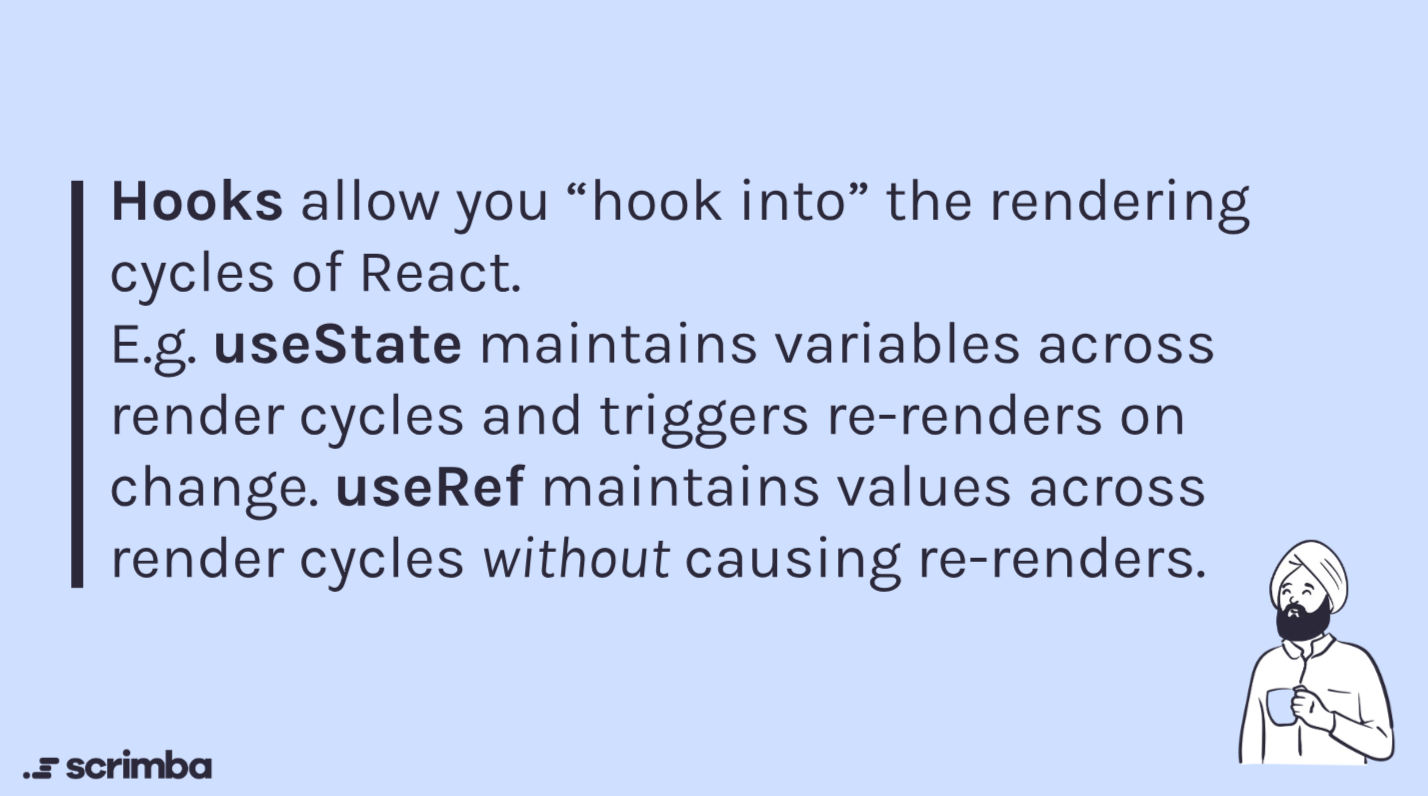 Hooks allow you “hook into” the rendering
cycles of React.
E.g. useState maintains variables across
render cycles and triggers re-renders on
change. useRef maintains values across
render cycles without causing re-renders.
scrimba